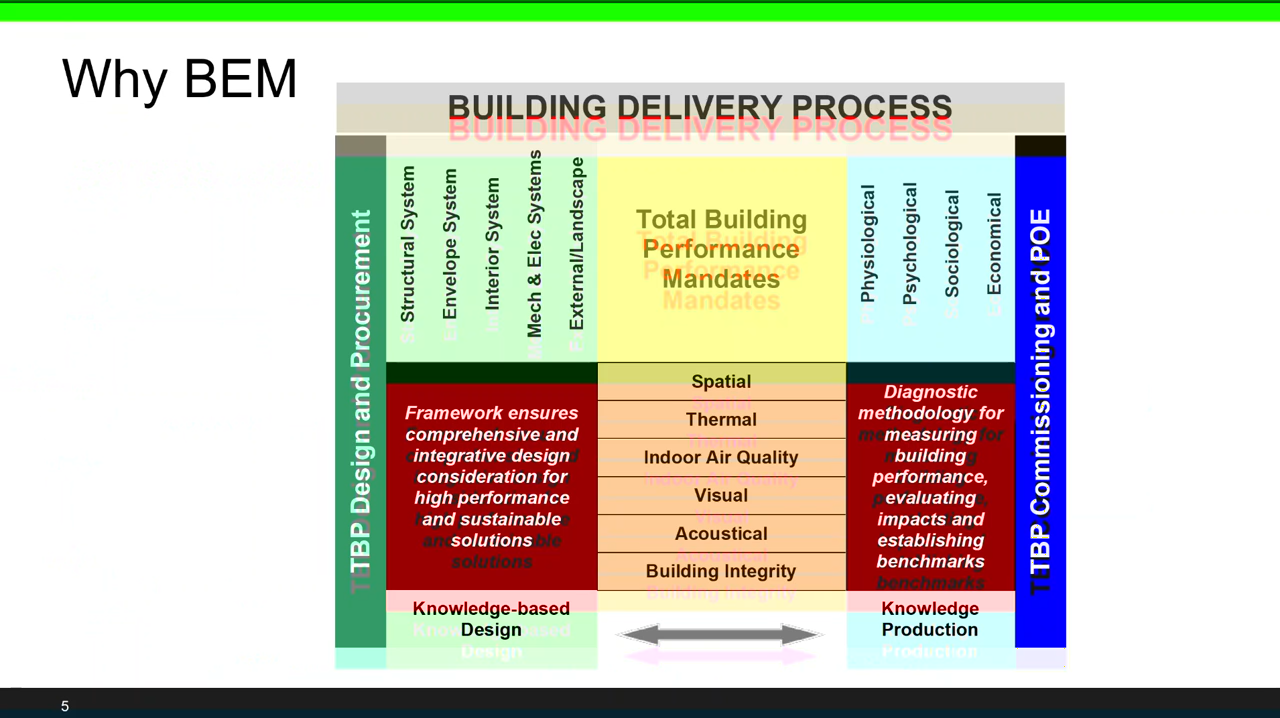 Why BEM
BUILDING DELIVERY PROCESS
TBP Design and Procurement
Structural System
Envelope System
Interior System
Mech & Elec Systems
External/Landscape
Total Building
Performance
Mandates
Physiological
Psychological
Sociological
Economical
TBP Commissioning and POE
Spatial
Thermal
Indoor Air Quality
Visual
Acoustical
Building Integrity
Framework ensures
comprehensive and
integrative design
consideration for
high performance
and sustainable
solutions
Diagnostic
methodology for
measuring
building
performance,
evaluating
impacts and
establishing
benchmarks
Knowledge-based
Design
Knowledge
Production
5